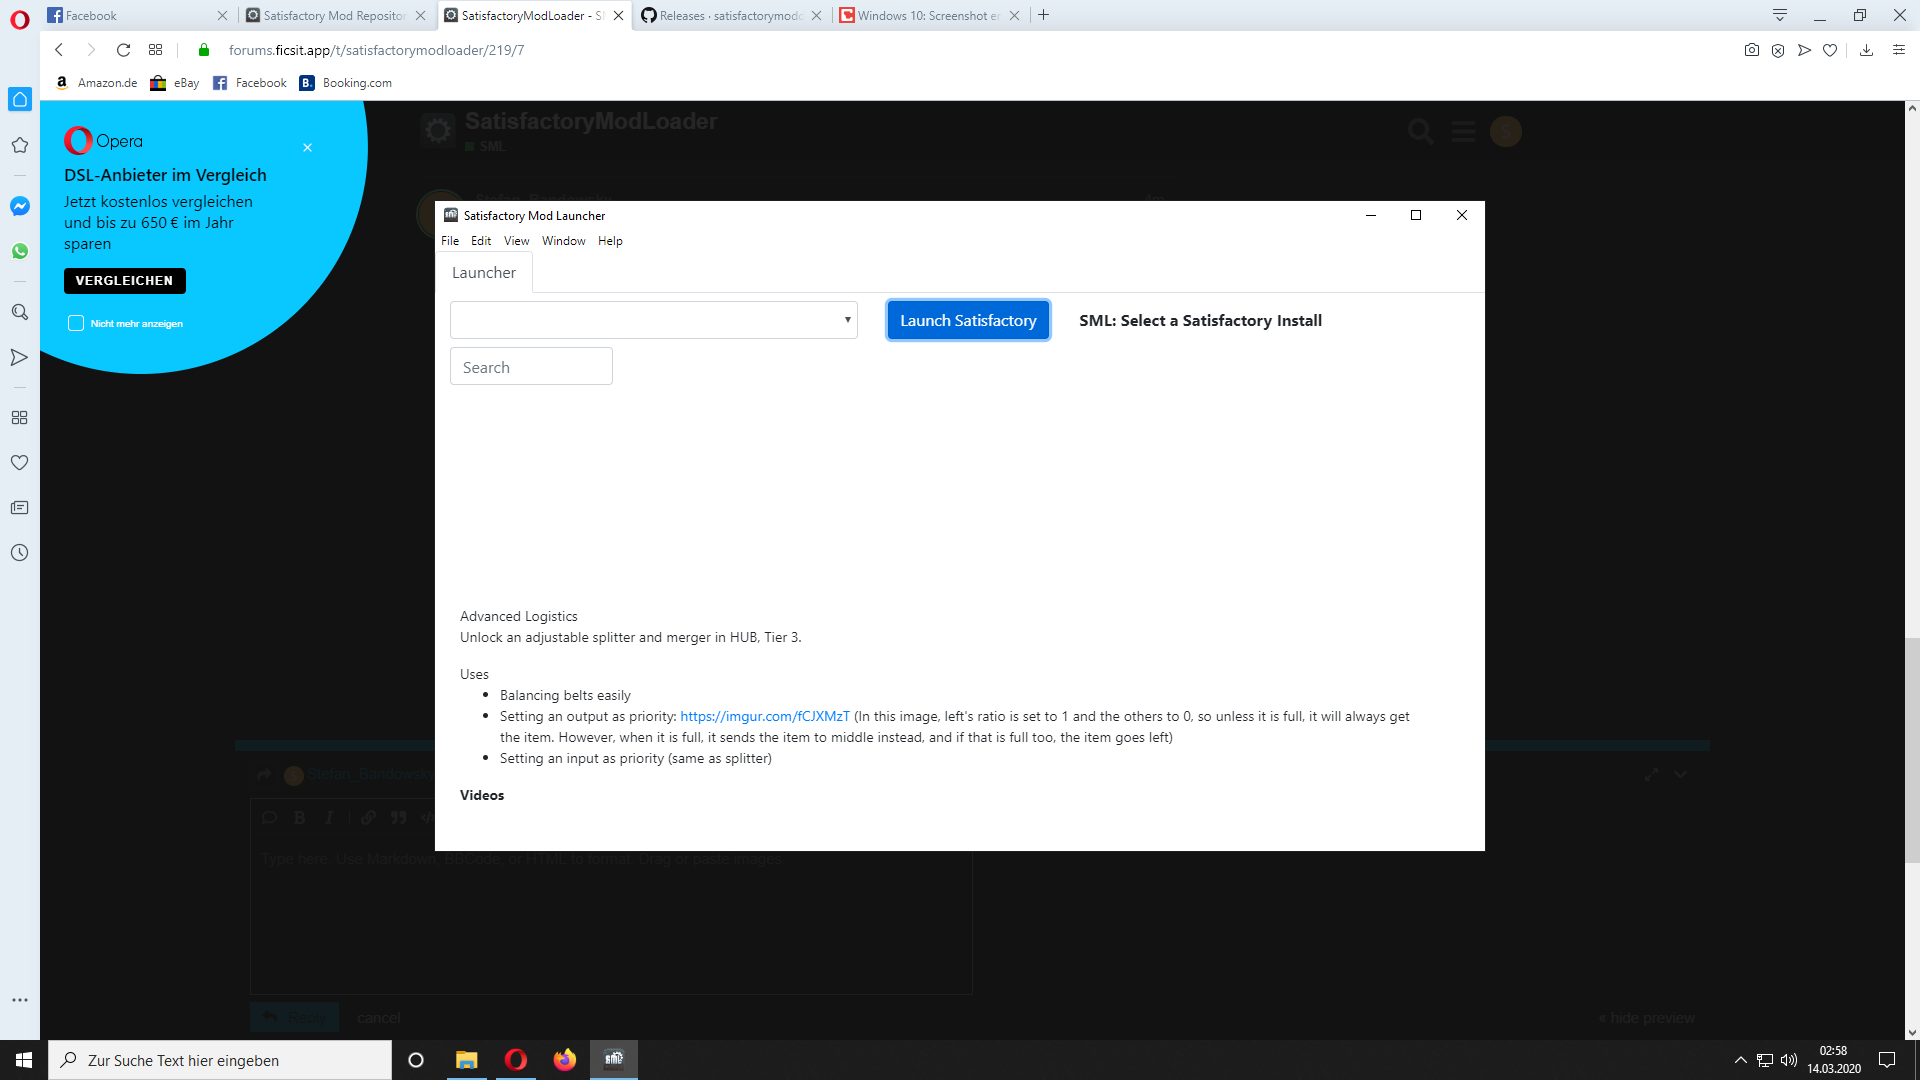 Facebook
Satisfactory Mod Repositor
SatisfactoryModLoader - S
Releases · satisfactorymod
Windows 10: Screenshot er
forums.ficsit.app/t/satisfactorymodloader/219/7
Amazon.de
eBay
Facebook
Booking.com
Opera
DSL-Anbieter im Vergleich
Jetzt kostenlos vergleichen
und bis zu 650 € im Jahr
sparen
VERGLEICHEN
Nicht mehr anzeigen
SatisfactoryModLoader
SML
S
Satisfactory Mod Launcher
File Edit View Window Help
Launcher
Launch Satisfactory
SML: Select a Satisfactory Install
Search
Advanced Logistics
Unlock an adjustable splitter and merger in HUB, Tier 3.
Uses
• Balancing belts easily
• Setting an output as priority: https://imgur.com/fCJXMzT (In this image, left's ratio is set to 1 and the others to 0, so unless it is full, it will always get
the item. However, when it is full, it sends the item to middle instead, and if that is full too, the item goes left)
• Setting an input as priority (same as splitter)
Videos
Stefan_Bandowsky
Type here. Use Markdown, BBCode, or HTML to format. Drag or paste images.
Reply
cancel
« hide preview
Zur Suche Text hier eingeben
02:58
14.03.2020